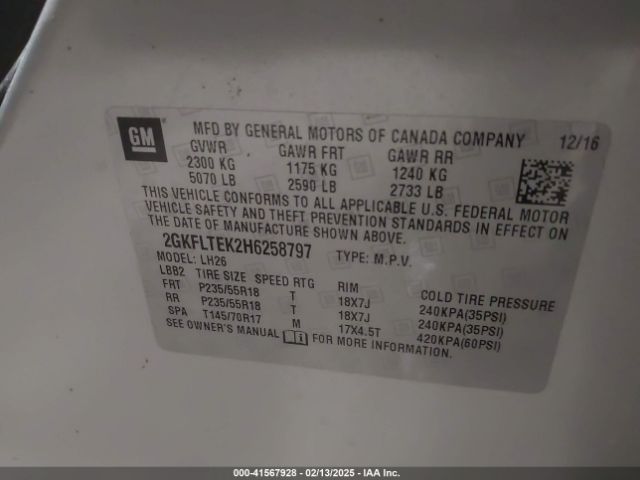 GM
MFD BY GENERAL MOTORS OF CANADA COMPANY 12/16
GVWR GAWR FRT GAWR RR
2300 KG 1175 KG 1240 KG
5070 LB 2590 LB 2733 LB
THIS VEHICLE CONFORMS TO ALL APPLICABLE U.S. FEDERAL MOTOR
VEHICLE SAFETY AND THEFT PREVENTION STANDARDS IN EFFECT ON
THE DATE OF MANUFACTURE SHOWN ABOVE.
2GKFLTEK2H6258797 TYPE: M.P.V.
MODEL: LH26
LBB2 TIRE SIZE SPEED RTG RIM COLD TIRE PRESSURE
FRT P235/55R18 T 18X7J 240KPA(35PSI)
RR P235/55R18 T 18X7J 240KPA(35PSI)
SPA T145/70R17 M 17X4.5T 420KPA(60PSI)
SEE OWNER'S MANUAL FOR MORE INFORMATION.
000-41567928 - 02/13/2025 - IAA Inc.